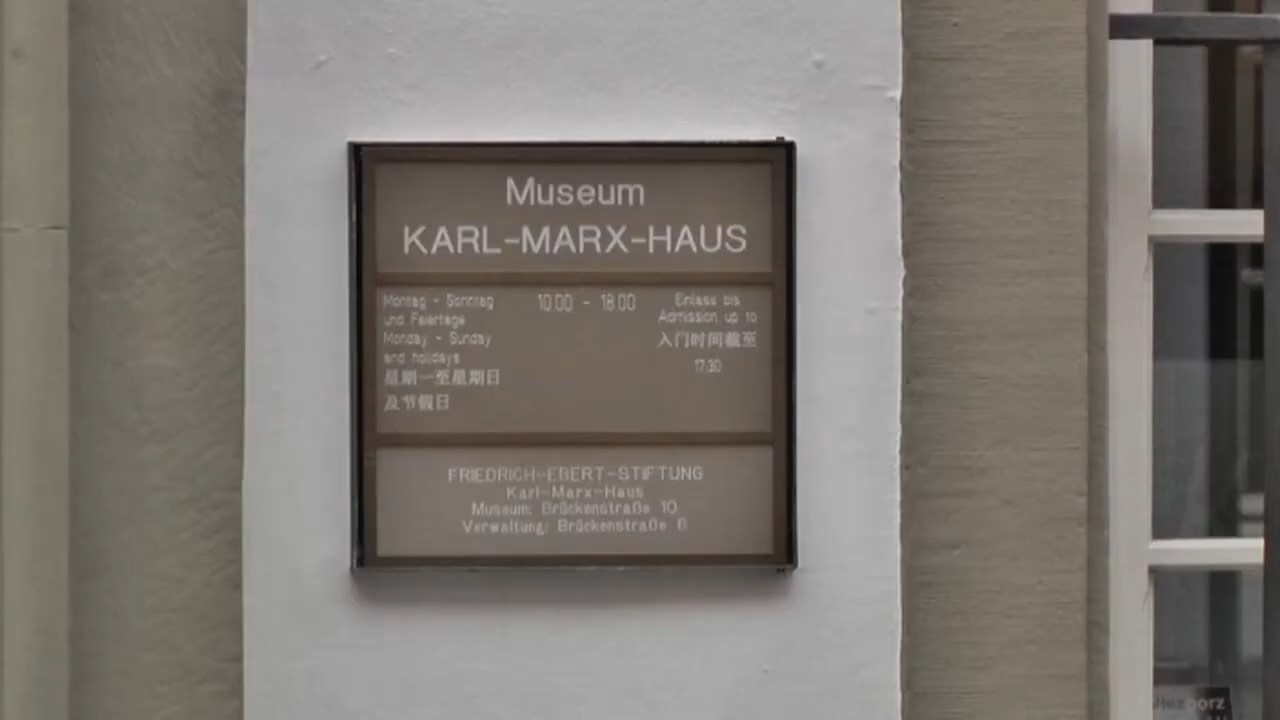 Museum
KARL-MARX-HAUS
Montag - Sonntag
und Feiertage
Monday - Sunday
and holidays
星期一至星期日
及节假日
10.00 - 18.00
Einlass bis
Admission up to
入门时间截至
17:30
FRIEDRICH-EBERT-STIFTUNG
Karl-Marx-Haus
Museum: Brückenstraße 10
Verwaltung: Brückenstraße 6